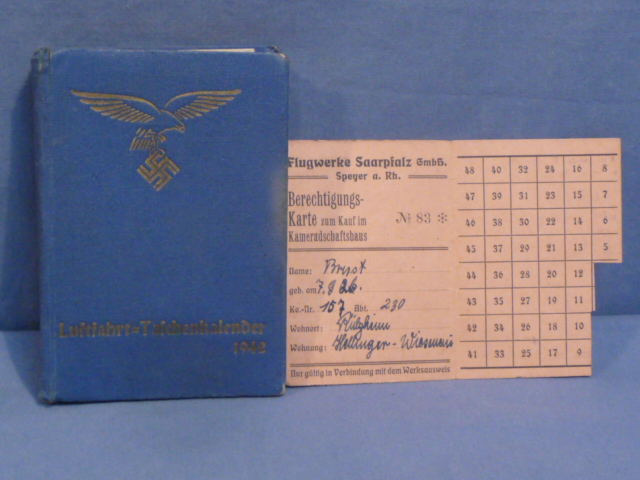 Luftfahrt=Taschenkalender
1942
Flugwerke Saarpfalz GmbH.
Speyer a. Rh.
Berechtigungs-
Karte zum Kauf im
Kameradschaftshaus
№ 83 ※
Name:
geb. am 7.8 26.
Ko.-Nr. 157 Abt. 230
Wohnort: Rülzheim
Wohnung:
Nur gültig in Verbindung mit dem Werksausweis
48 40 32 24 16 8
47 39 31 23 15 7
46 38 30 22 14 6
45 37 29 21 13 5
44 36 28 20 12
43 35 27 19 11
42 34 26 18 10
41 33 25 17 9